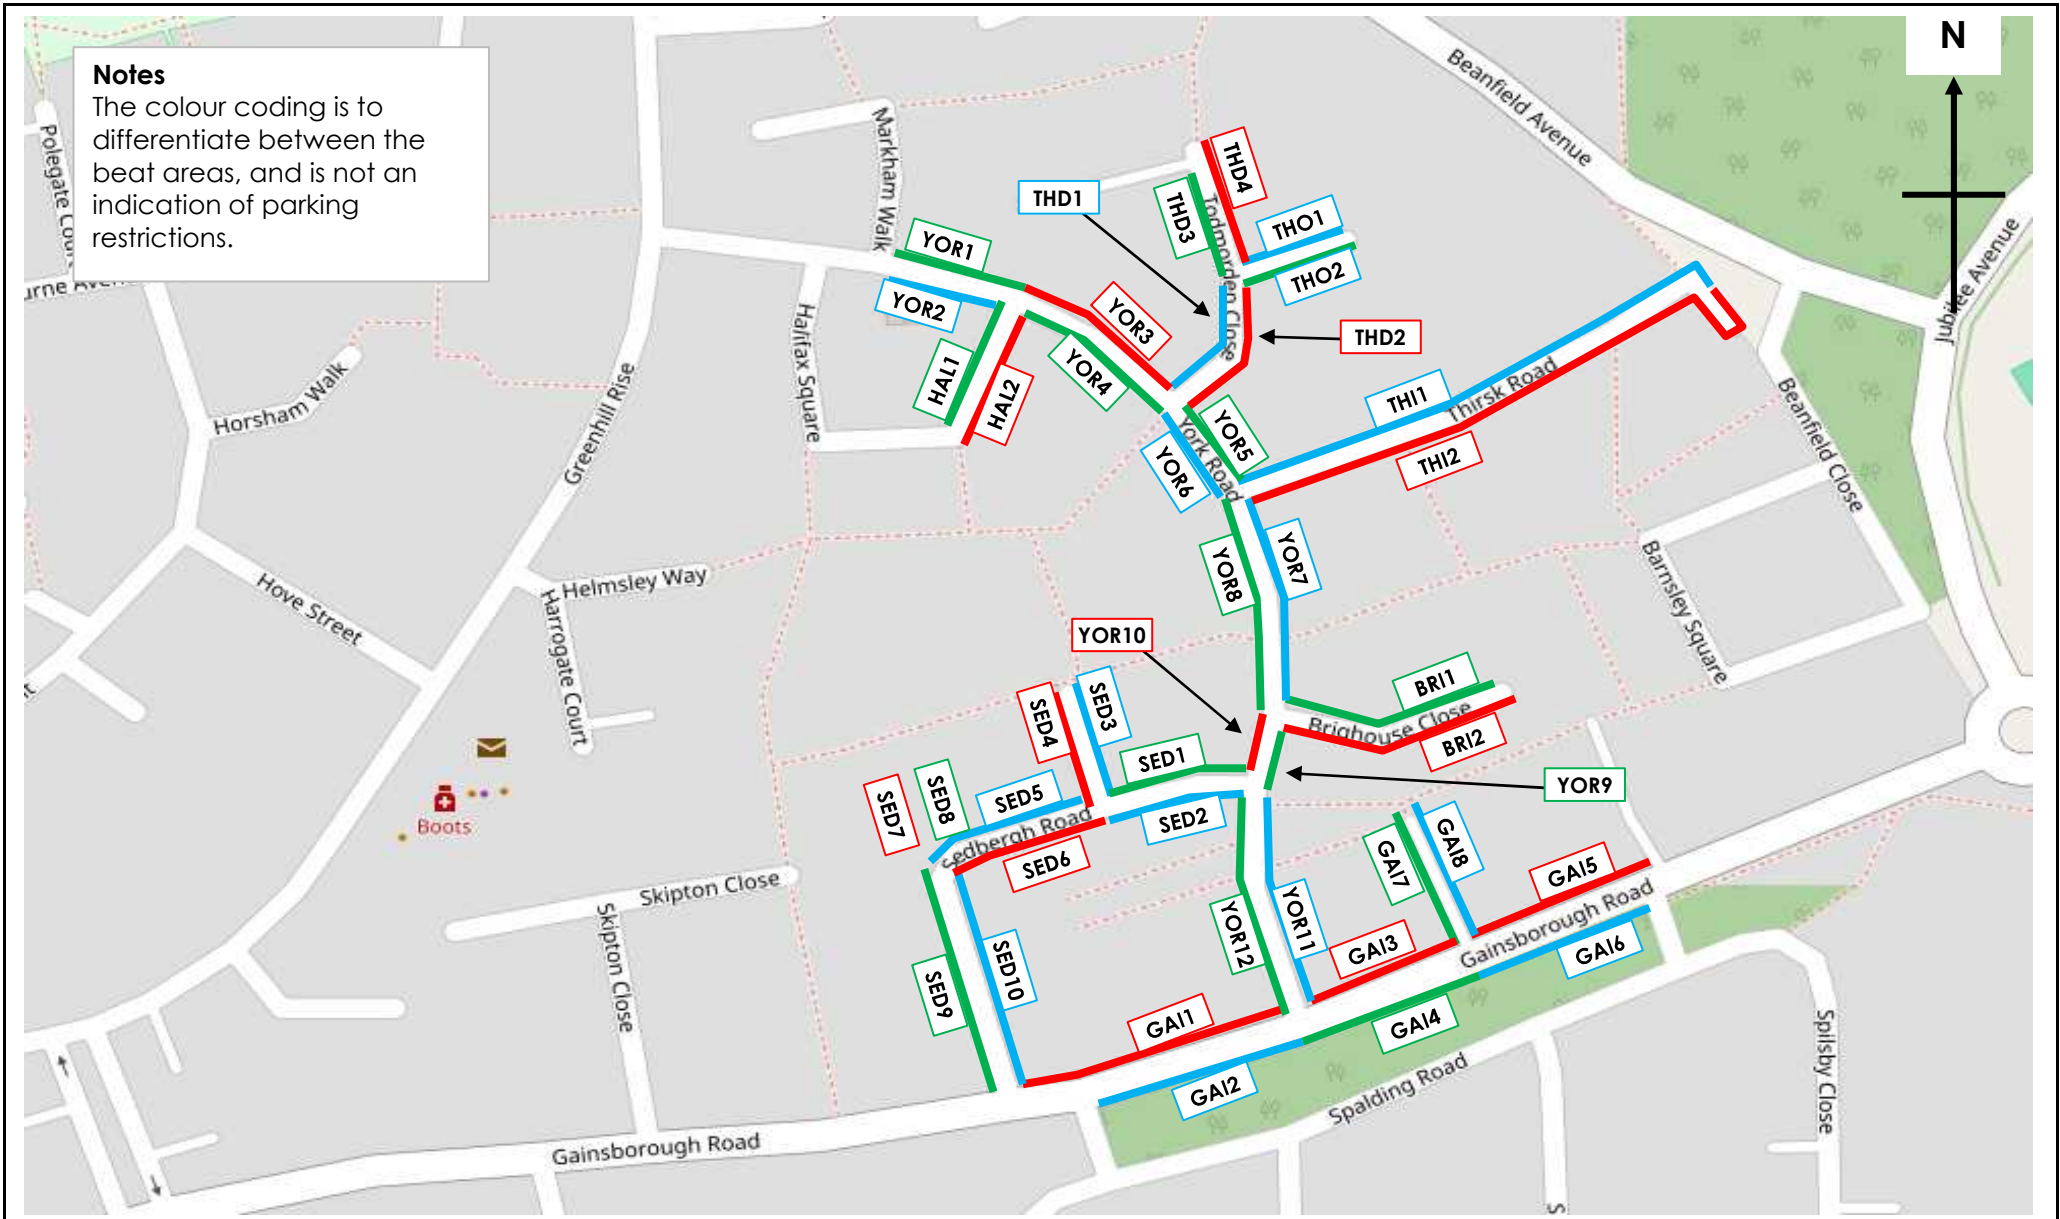 Notes
The colour coding is to
differentiate between the
beat areas, and is not an
indication of parking
restrictions.
N
Beanfield Avenue
Jubilee Avenue
Polegate Court
Markham Walk
THD4
THD1
THD3
Todmorden Close
THO1
THO2
YOR1
YOR2
YOR3
THD2
YOR4
HAL1
HAL2
Halifax Square
Horsham Walk
Greenhill Rise
THI1
Thirsk Road
THI2
YOR5
York Road
YOR6
Beanfield Close
YOR7
YOR8
Barnsley Square
Helmsley Way
Harrogate Court
Hove Street
YOR10
BRI1
Brighouse Close
BRI2
SED3
SED4
SED1
YOR9
SED7
SED8
SED5
Sedbergh Road
SED2
SED6
Boots
Skipton Close
Skipton Close
GAI7
GAI8
GAI5
Gainsborough Road
GAI6
YOR11
YOR12
GAI3
SED9
SED10
GAI1
GAI4
GAI2
Spalding Road
Spilsby Close
Gainsborough Road